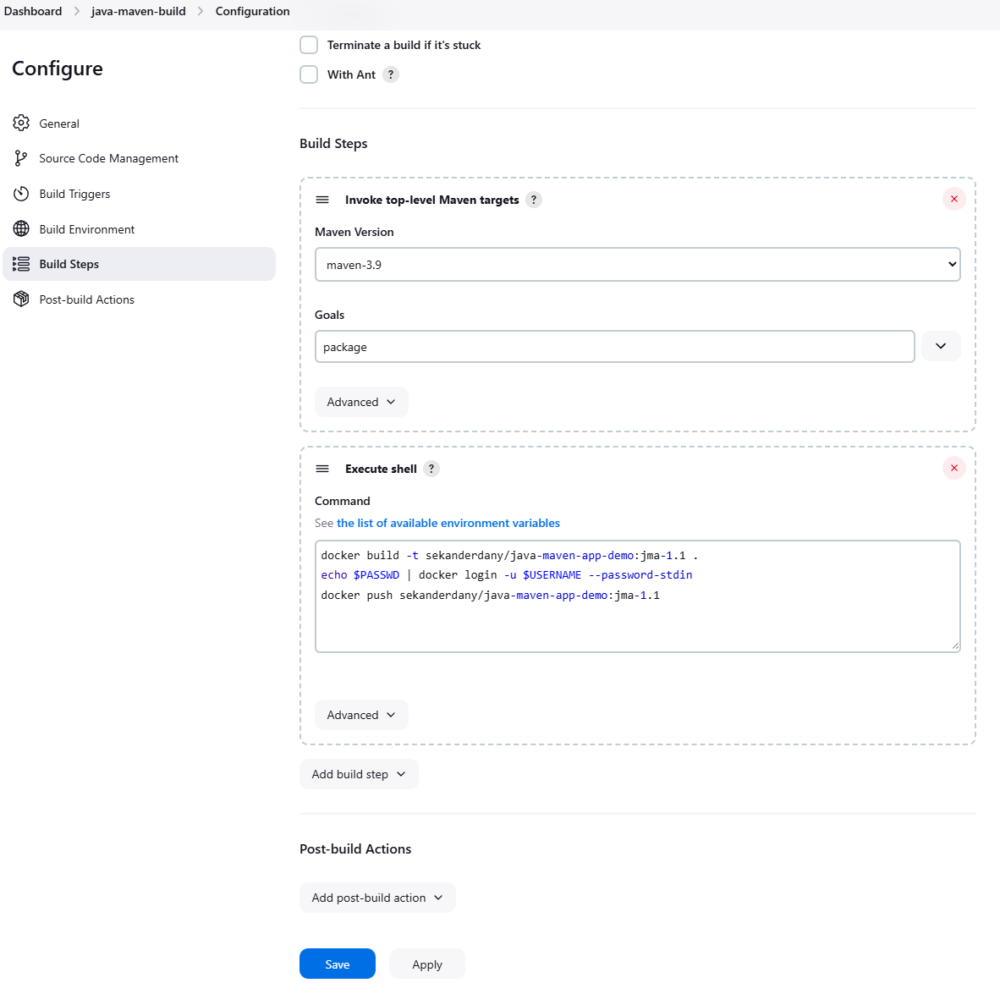 Dashboard > java-maven-build > Configuration
Configure
General
Source Code Management
Build Triggers
Build Environment
Build Steps
Post-build Actions
Terminate a build if it's stuck
With Ant ?
Build Steps
Invoke top-level Maven targets ?
Maven Version
maven-3.9
Goals
package
Advanced
Execute shell ?
Command
See the list of available environment variables
docker build -t sekanderdany/java-maven-app-demo:jma-1.1 .
echo $PASSWD | docker login -u $USERNAME --password-stdin
docker push sekanderdany/java-maven-app-demo:jma-1.1
Advanced
Add build step
Post-build Actions
Add post-build action
Save Apply